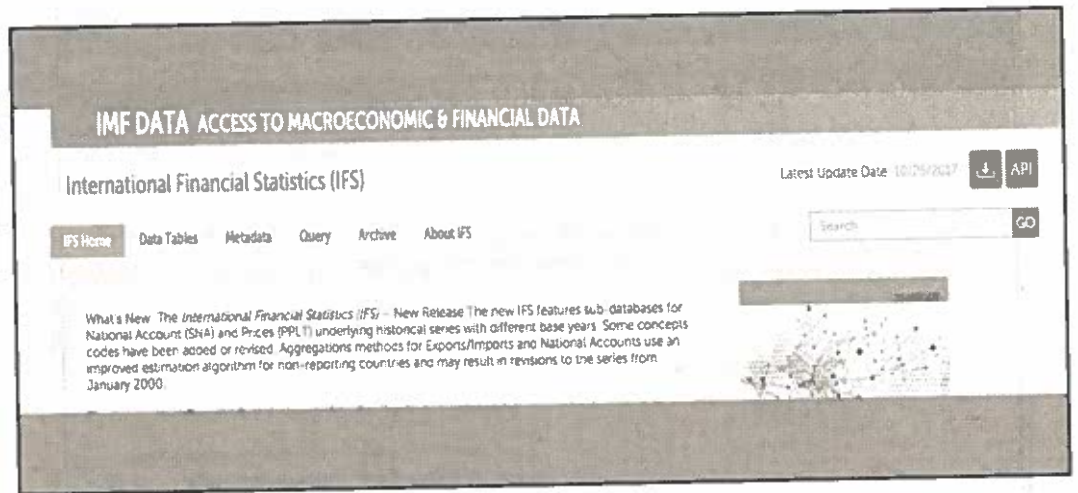 IMF DATA ACCESS TO MACROECONOMIC & FINANCIAL DATA
International Financial Statistics (IFS)
Latest Update Date 10/25/2017
API
IFS Home Data Tables Metadata Query Archive About IFS
Search GO
What's New The International Financial Statistics (IFS) – New Release The new IFS features sub-databases for
National Account (SNA) and Prices (PPLT) underlying historical series with different base years. Some concepts
codes have been added or revised. Aggregations methods for Exports/Imports and National Accounts use an
improved estimation algorithm for non-reporting countries and may result in revisions to the series from
January 2000.